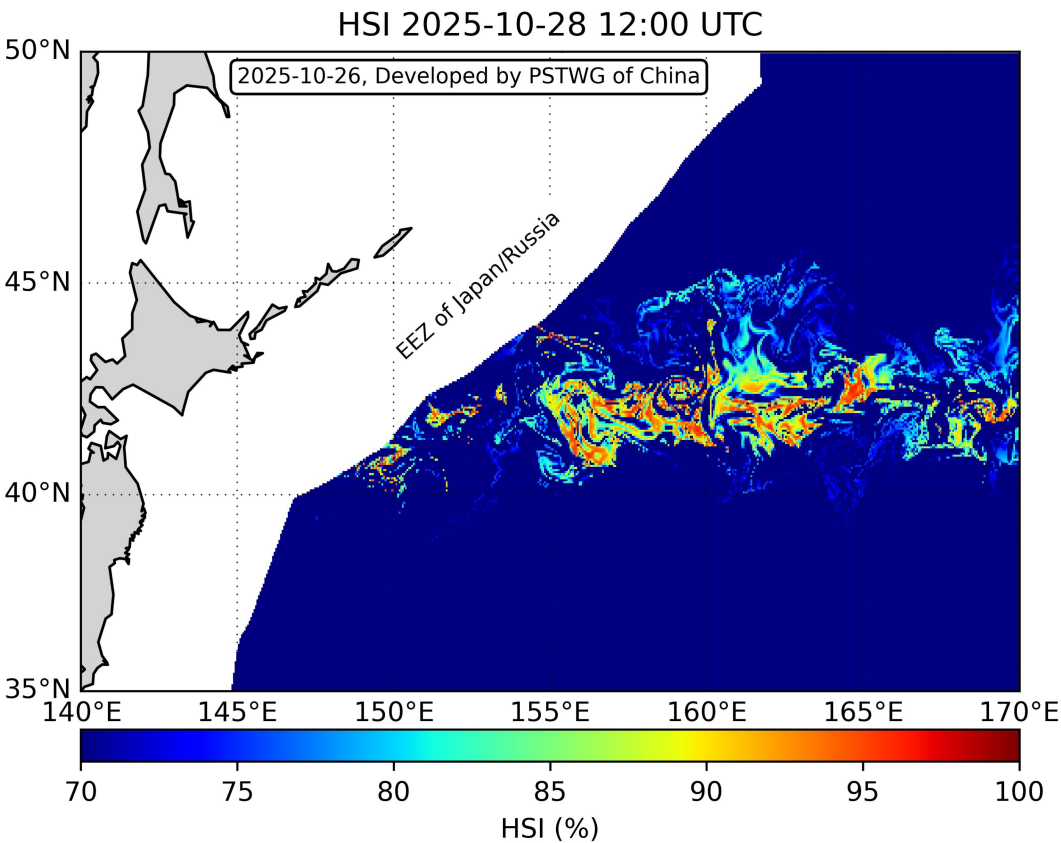 HSI 2025-10-28 12:00 UTC
50°N
2025-10-26, Developed by PSTWG of China
EEZ of Japan/Russia
45°N
40°N
35°N
140°E 145°E 150°E 155°E 160°E 165°E 170°E
70 75 80 85 90 95 100
HSI (%)